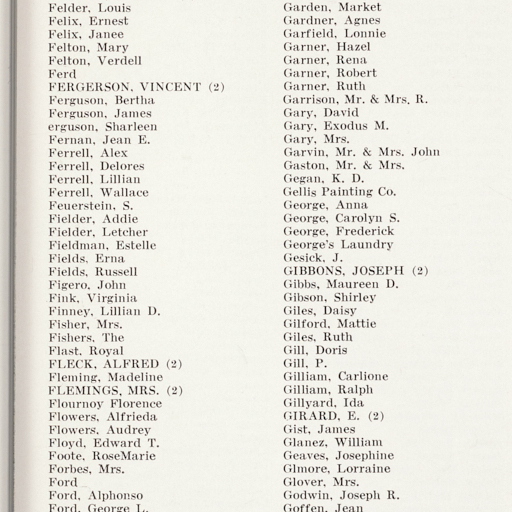 Felder, Louis
Felix, Ernest
Felix, Janee
Felton, Mary
Felton, Verdell
Ferd
FERGERSON, VINCENT (2)
Ferguson, Bertha
Ferguson, James
erguson, Sharleen
Fernan, Jean E.
Ferrell, Alex
Ferrell, Delores
Ferrell, Lillian
Ferrell, Wallace
Feuerstein, S.
Fielder, Addie
Fielder, Letcher
Fieldman, Estelle
Fields, Erna
Fields, Russell
Figero, John
Fink, Virginia
Finney, Lillian D.
Fisher, Mrs.
Fishers, The
Flast, Royal
FLECK, ALFRED (2)
Fleming, Madeline
FLEMINGS, MRS. (2)
Flournoy Florence
Flowers, Alfrieda
Flowers, Audrey
Floyd, Edward T.
Foote, RoseMarie
Forbes, Mrs.
Ford
Ford, Alphonso
Ford, George L.
Garden, Market
Gardner, Agnes
Garfield, Lonnie
Garner, Hazel
Garner, Rena
Garner, Robert
Garner, Ruth
Garrison, Mr. & Mrs. R.
Gary, David
Gary, Exodus M.
Gary, Mrs.
Garvin, Mr. & Mrs. John
Gaston, Mr. & Mrs.
Gegan, K. D.
Gellis Painting Co.
George, Anna
George, Carolyn S.
George, Frederick
George's Laundry
Gesick, J.
GIBBONS, JOSEPH (2)
Gibbs, Maureen D.
Gibson, Shirley
Giles, Daisy
Gilford, Mattie
Giles, Ruth
Gill, Doris
Gill, P.
Gilliam, Carlione
Gilliam, Ralph
Gillyard, Ida
GIRARD, E. (2)
Gist, James
Glanez, William
Geaves, Josephine
Glmore, Lorraine
Glover, Mrs.
Godwin, Joseph R.
Goffen, Jean